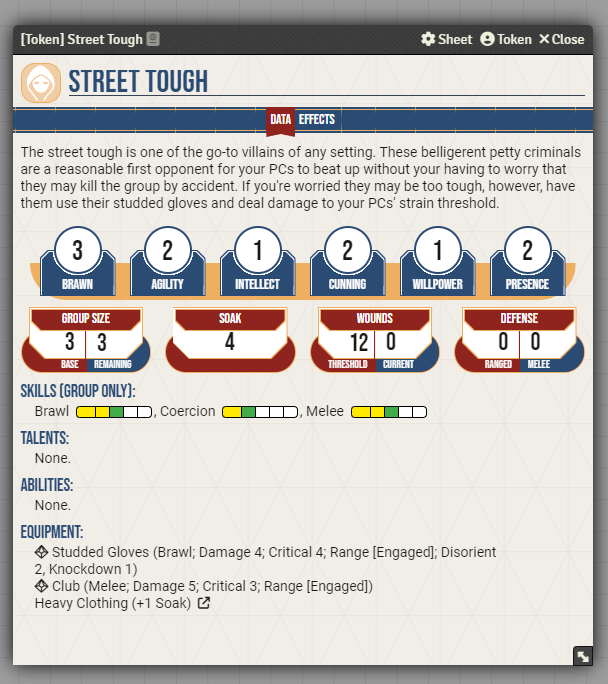 [Token] Street Tough Sheet Token Close
STREET TOUGH
DATA EFFECTS
The street tough is one of the go-to villains of any setting. These belligerent petty criminals
are a reasonable first opponent for your PCs to beat up without your having to worry that
they may kill the group by accident. If you're worried they may be too tough, however, have
them use their studded gloves and deal damage to your PCs' strain threshold.
3 2 1 2 1 2
BRAWN AGILITY INTELLECT CUNNING WILLPOWER PRESENCE
GROUP SIZE SOAK WOUNDS DEFENSE
3 3 4 12 0 0 0
BASE REMAINING THRESHOLD CURRENT RANGED MELEE
SKILLS (GROUP ONLY):
Brawl , Coercion , Melee
TALENTS:
None.
ABILITIES:
None.
EQUIPMENT:
Studded Gloves (Brawl; Damage 4; Critical 4; Range [Engaged]; Disorient
2, Knockdown 1)
Club (Melee; Damage 5; Critical 3; Range [Engaged])
Heavy Clothing (+1 Soak)